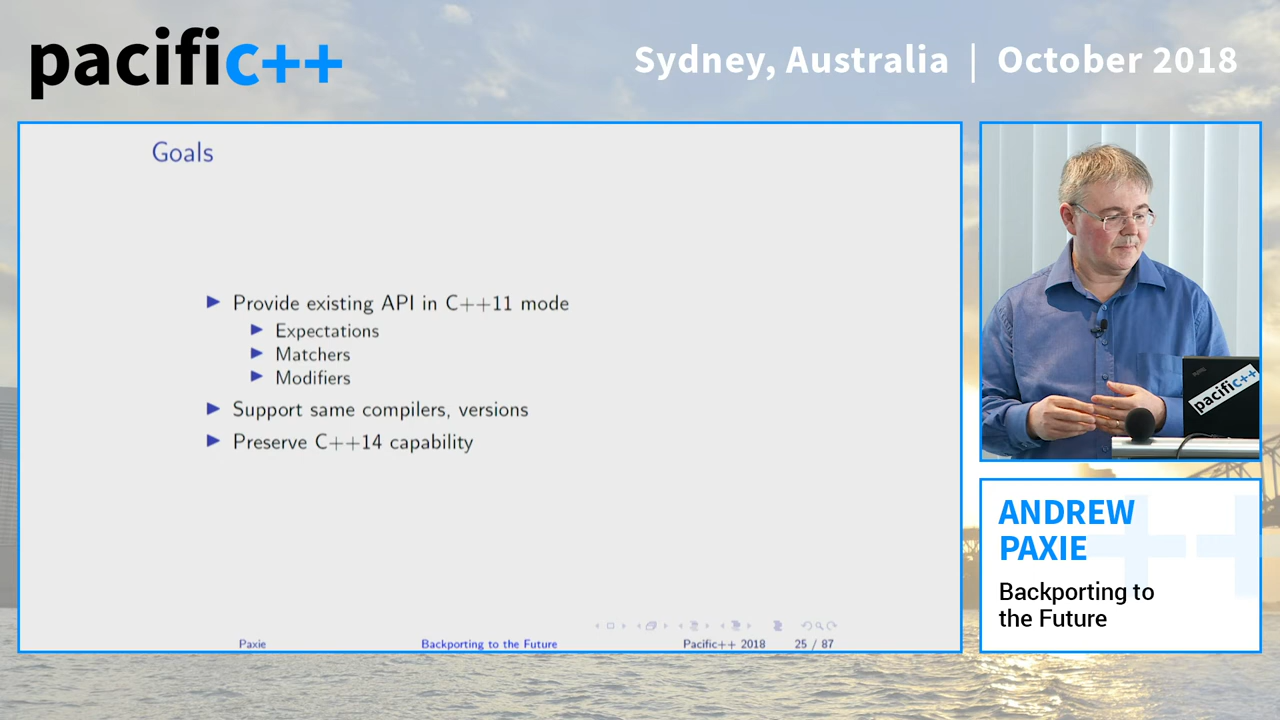 pacific++
Sydney, Australia | October 2018
Goals
Provide existing API in C++11 mode
Expectations
Matchers
Modifiers
Support same compilers, versions
Preserve C++14 capability
Paxie
Backporting to the Future
Pacific++ 2018
25 / 87
pacific++
ANDREW
PAXIE
Backporting to
the Future